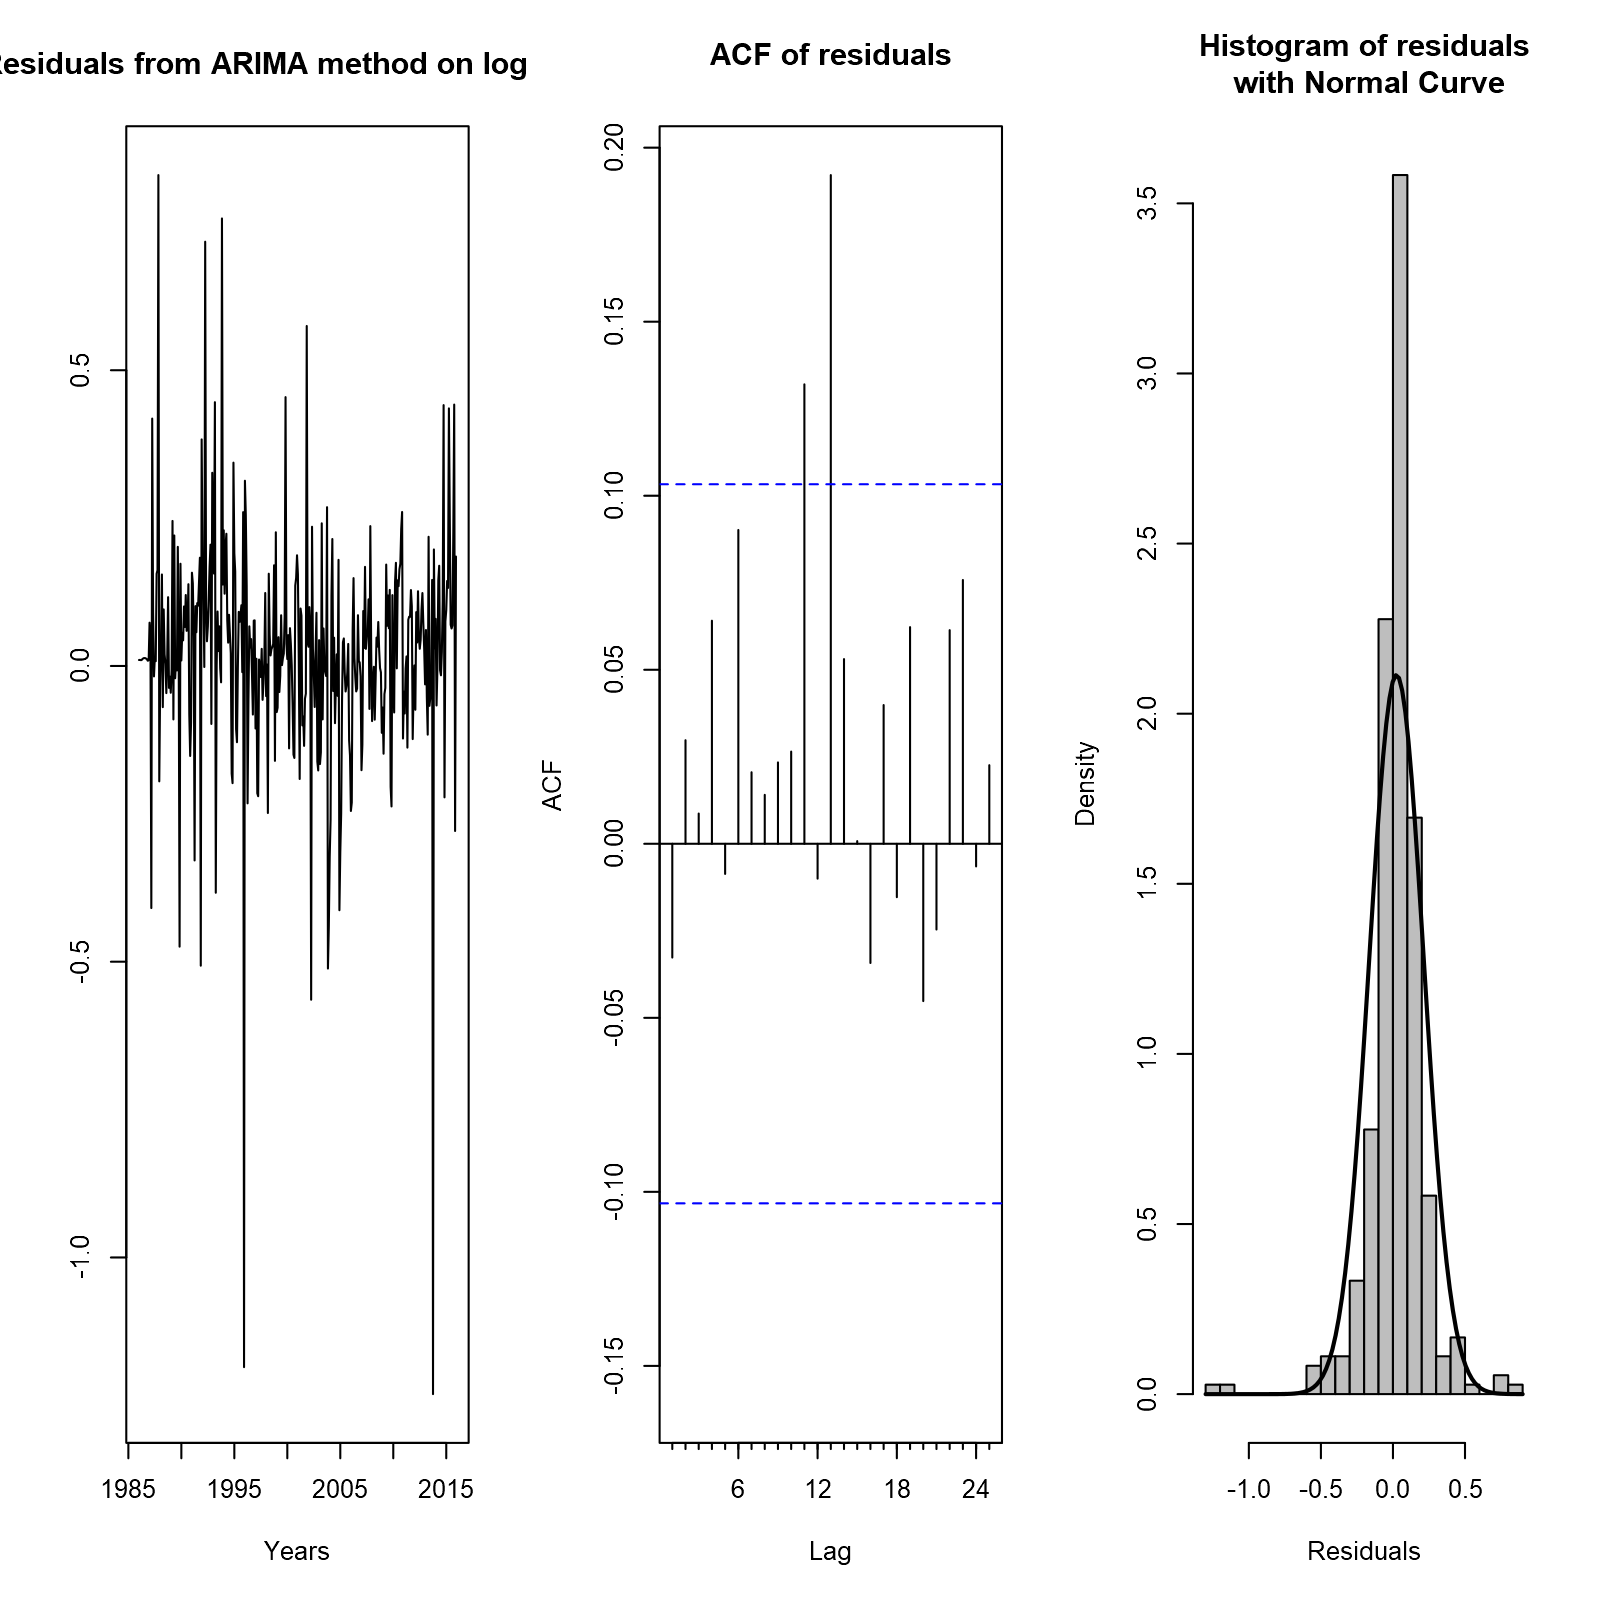 esiduals from ARIMA method on log
0.5
0.0
-0.5
-1.0
1985 1995 2005 2015
Years
ACF of residuals
0.20
0.15
0.10
0.05
0.00
-0.05
-0.10
-0.15
ACF
6 12 18 24
Lag
Histogram of residuals
with Normal Curve
3.5
3.0
2.5
2.0
1.5
1.0
0.5
0.0
Density
-1.0 -0.5 0.0 0.5
Residuals